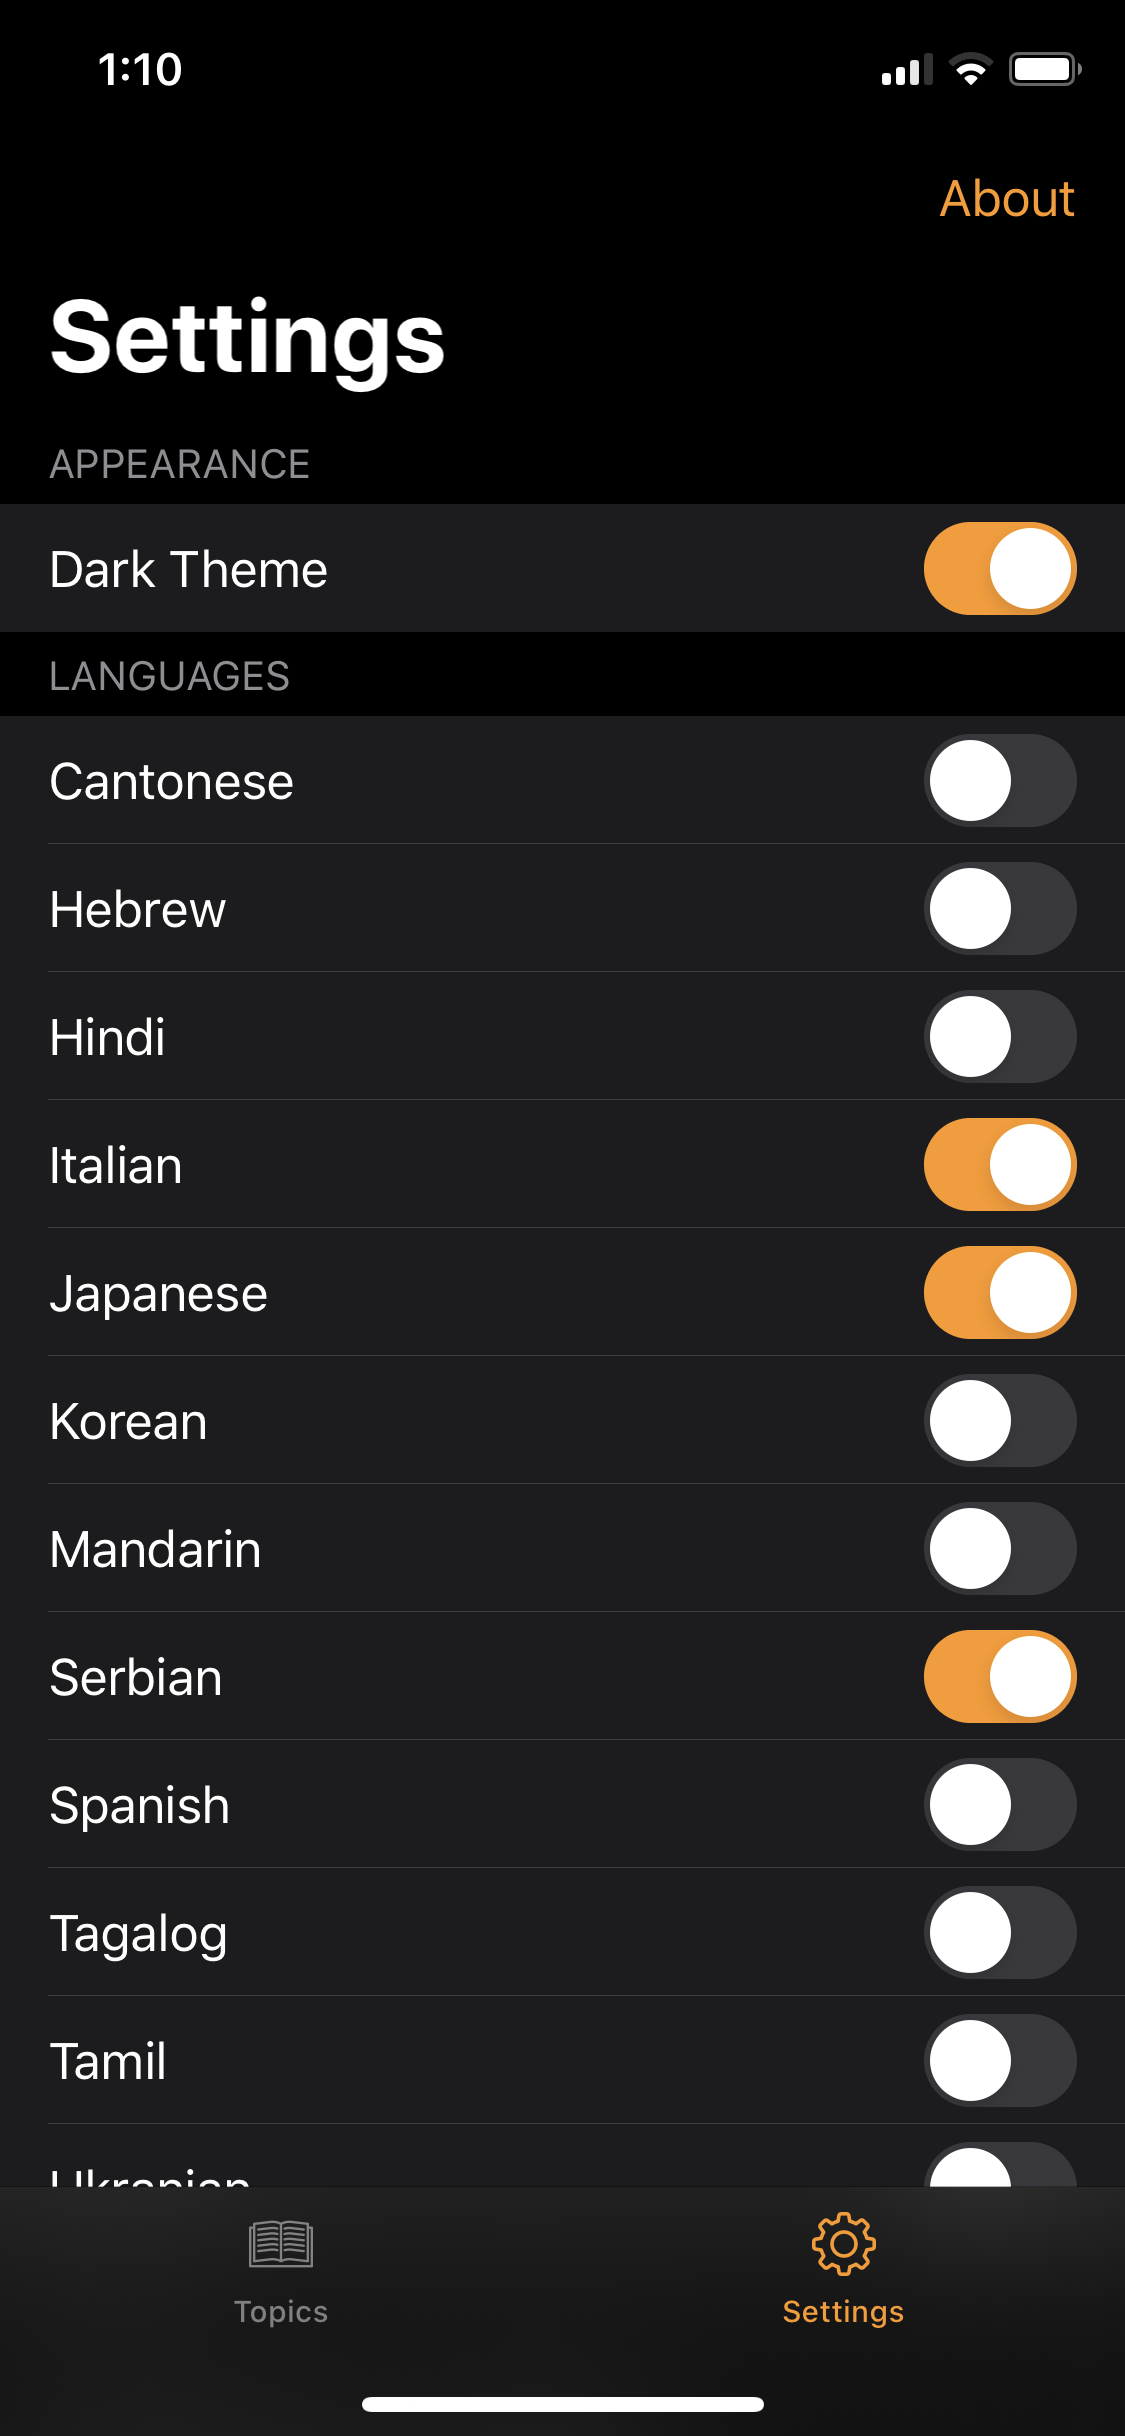 1:10
About
Settings
APPEARANCE
Dark Theme
LANGUAGES
Cantonese
Hebrew
Hindi
Italian
Japanese
Korean
Mandarin
Serbian
Spanish
Tagalog
Tamil
Ukranian
Topics
Settings